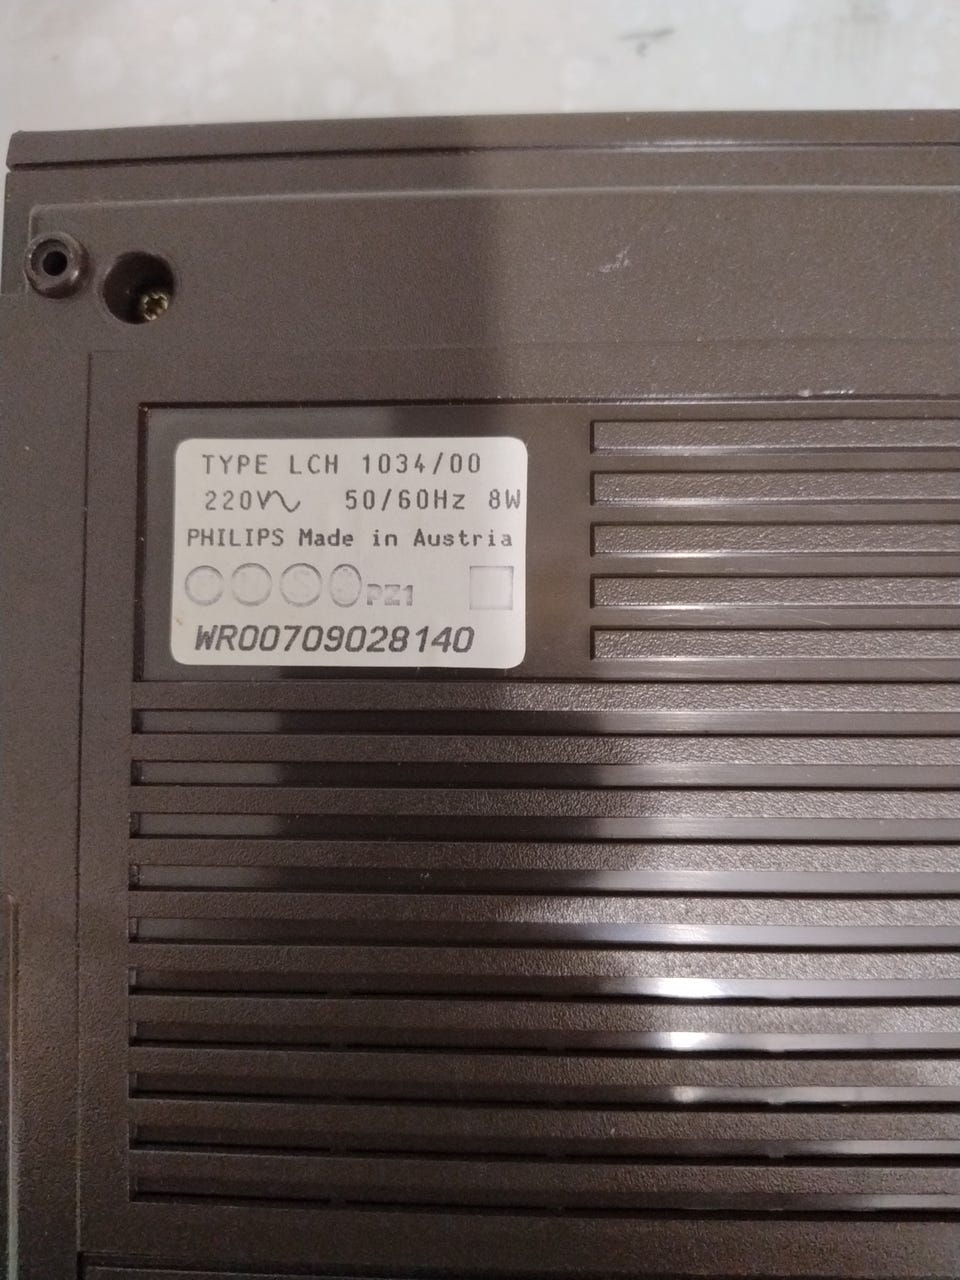 TYPE LCH 1034/00
220V∿ 50/60Hz 8W
PHILIPS Made in Austria
PZ1
WR00709028140